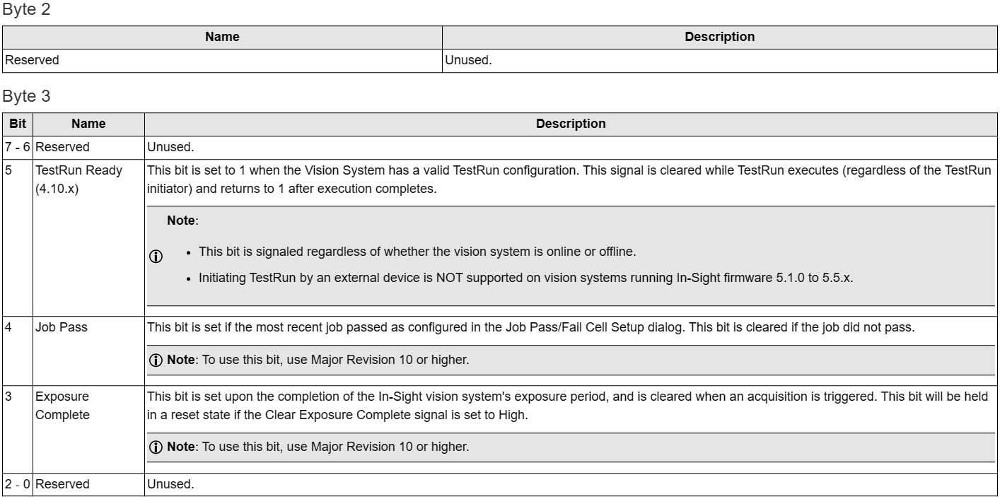 Byte 2
Name Description
Reserved Unused.
Byte 3
Bit Name Description
7 - 6 Reserved Unused.
5 TestRun Ready This bit is set to 1 when the Vision System has a valid TestRun configuration. This signal is cleared while TestRun executes (regardless of the TestRun
(4.10.x) initiator) and returns to 1 after execution completes.
Note:
• This bit is signaled regardless of whether the vision system is online or offline.
• Initiating TestRun by an external device is NOT supported on vision systems running In-Sight firmware 5.1.0 to 5.5.x.
4 Job Pass This bit is set if the most recent job passed as configured in the Job Pass/Fail Cell Setup dialog. This bit is cleared if the job did not pass.
Note: To use this bit, use Major Revision 10 or higher.
3 Exposure This bit is set upon the completion of the In-Sight vision system's exposure period, and is cleared when an acquisition is triggered. This bit will be held
Complete in a reset state if the Clear Exposure Complete signal is set to High.
Note: To use this bit, use Major Revision 10 or higher.
2 - 0 Reserved Unused.